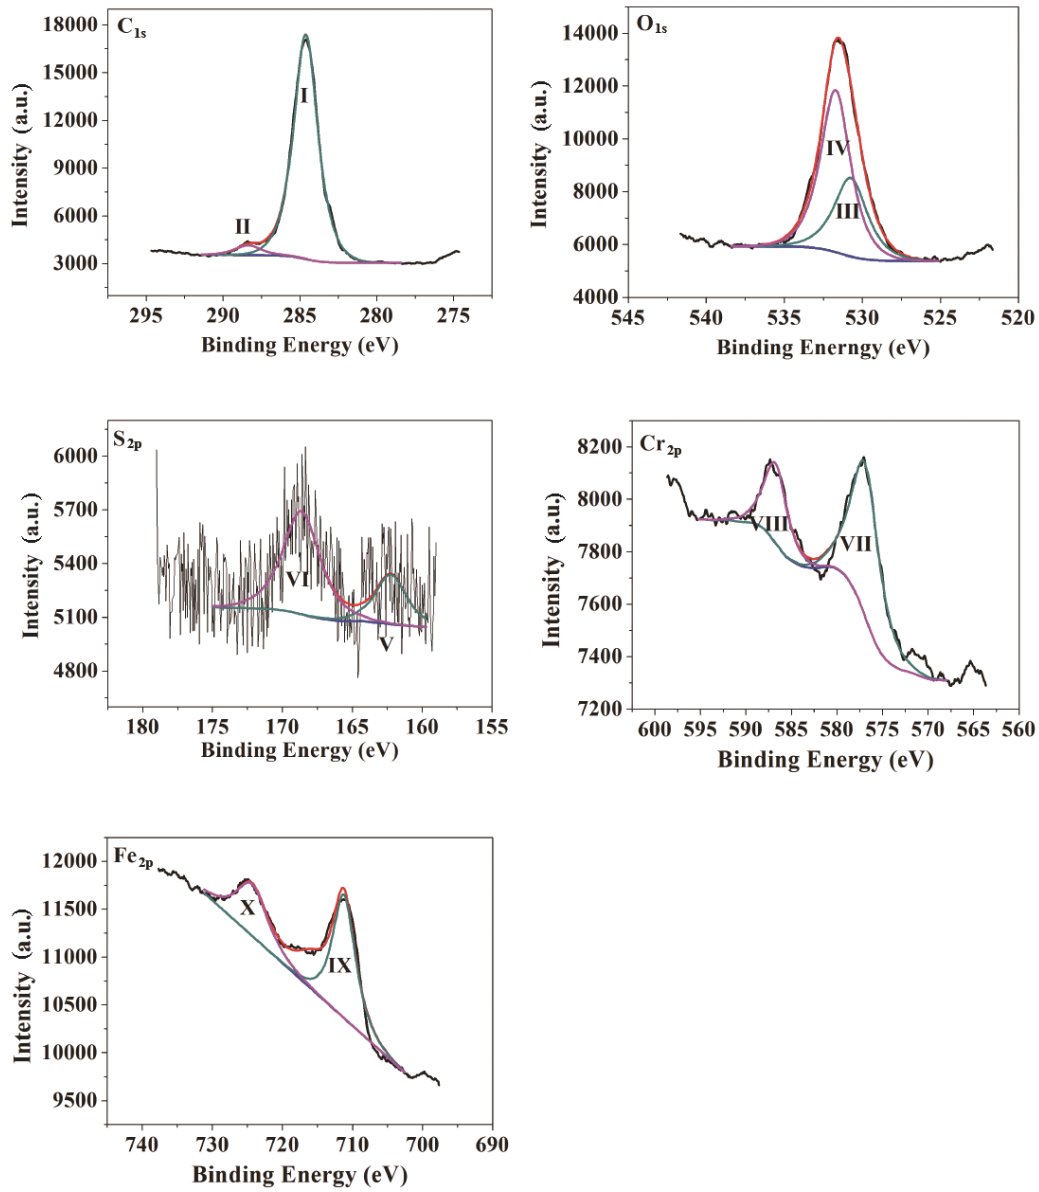 C1s
Intensity (a.u.)
18000
15000
12000
9000
6000
3000
I
II
295
290
285
280
275
Binding Energy (eV)
O1s
Intensity (a.u.)
14000
12000
10000
8000
6000
4000
IV
III
545
540
535
530
525
520
Binding Enerngy (eV)
S2p
Intensity (a.u.)
6000
5700
5400
5100
4800
VI
V
180
175
170
165
160
155
Binding Energy (eV)
Cr2p
Intensity (a.u.)
8200
8000
7800
7600
7400
7200
VIII
VII
600
595
590
585
580
575
570
565
560
Binding Energy (eV)
Fe2p
Intensity (a.u.)
12000
11500
11000
10500
10000
9500
X
IX
740
730
720
710
700
690
Binding Energy (eV)